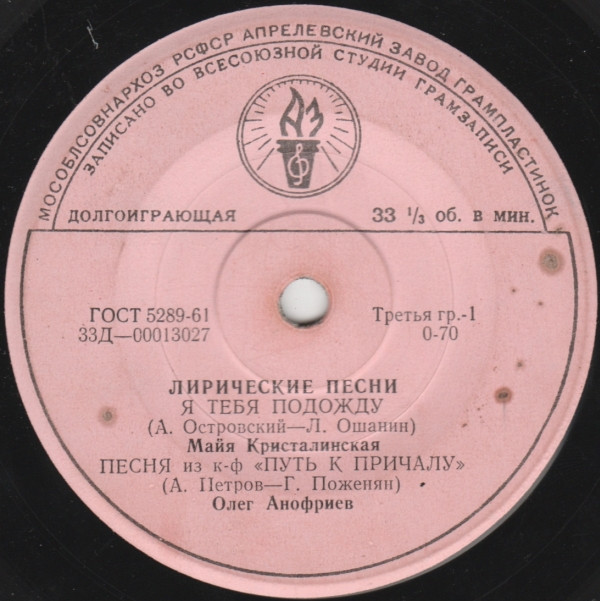 МОСОБЛСОВНАРХОЗ РСФСР АПРЕЛЕВСКИЙ ЗАВОД ГРАМПЛАСТИНОК
ЗАПИСАНО ВО ВСЕСОЮЗНОЙ СТУДИИ ГРАМЗАПИСИ
АЗ
ДОЛГОИГРАЮЩАЯ 33 ⅓ об. в мин.
ГОСТ 5289-61 Третья гр.-1
33Д—00013027 0-70
ЛИРИЧЕСКИЕ ПЕСНИ
Я ТЕБЯ ПОДОЖДУ
(А. Островский—Л. Ошанин)
Майя Кристалинская
ПЕСНЯ из к-ф «ПУТЬ К ПРИЧАЛУ»
(А. Петров—Г. Поженян)
Олег Анофриев